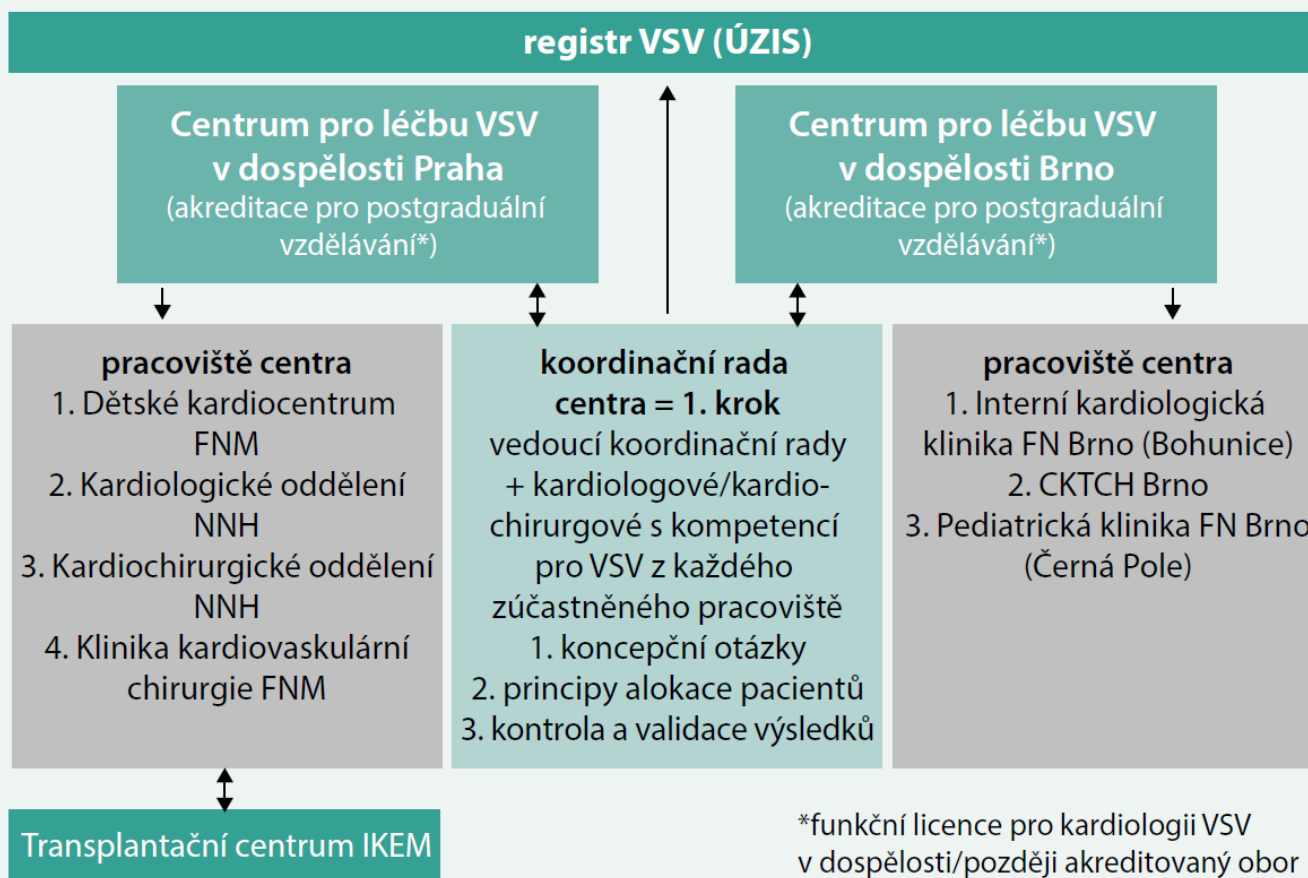 registr VSV (ÚZIS)
Centrum pro léčbu VSV
v dospělosti Praha
(akreditace pro postgraduální
vzdělávání*)
Centrum pro léčbu VSV
v dospělosti Brno
(akreditace pro postgraduální
vzdělávání*)
pracoviště centra
1. Dětské kardiocentrum
FNM
2. Kardiologické oddělení
NNH
3. Kardiochirurgické oddělení
NNH
4. Klinika kardiovaskulární
chirurgie FNM
koordinační rada
centra = 1. krok
vedoucí koordinační rady
+ kardiologové/kardio-
chirurgové s kompetencí
pro VSV z každého
zúčastněného pracoviště
1. koncepční otázky
2. principy alokace pacientů
3. kontrola a validace výsledků
pracoviště centra
1. Interní kardiologická
klinika FN Brno (Bohunice)
2. CKTCH Brno
3. Pediatrická klinika FN Brno
(Černá Pole)
Transplantační centrum IKEM
*funkční licence pro kardiologii VSV
v dospělosti/později akreditovaný obor